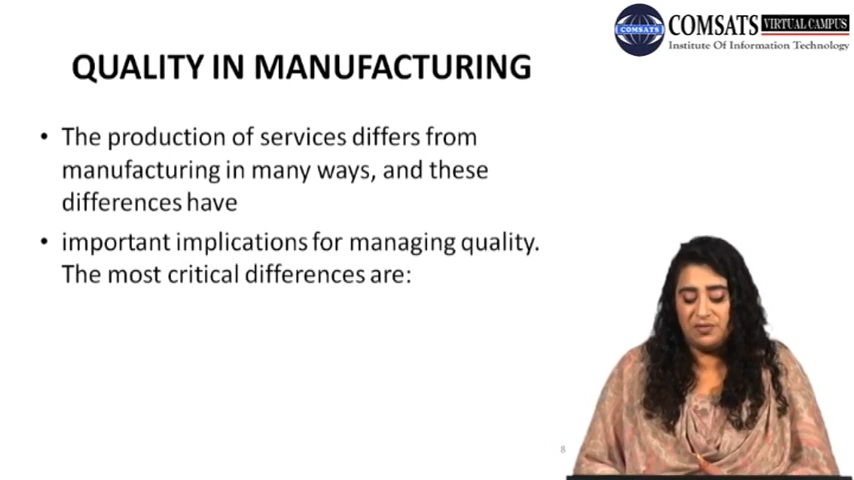 COMSATS
COMSATS VIRTUAL CAMPUS
Institute Of Information Technology
QUALITY IN MANUFACTURING
• The production of services differs from
manufacturing in many ways, and these
differences have
• important implications for managing quality.
The most critical differences are:
8